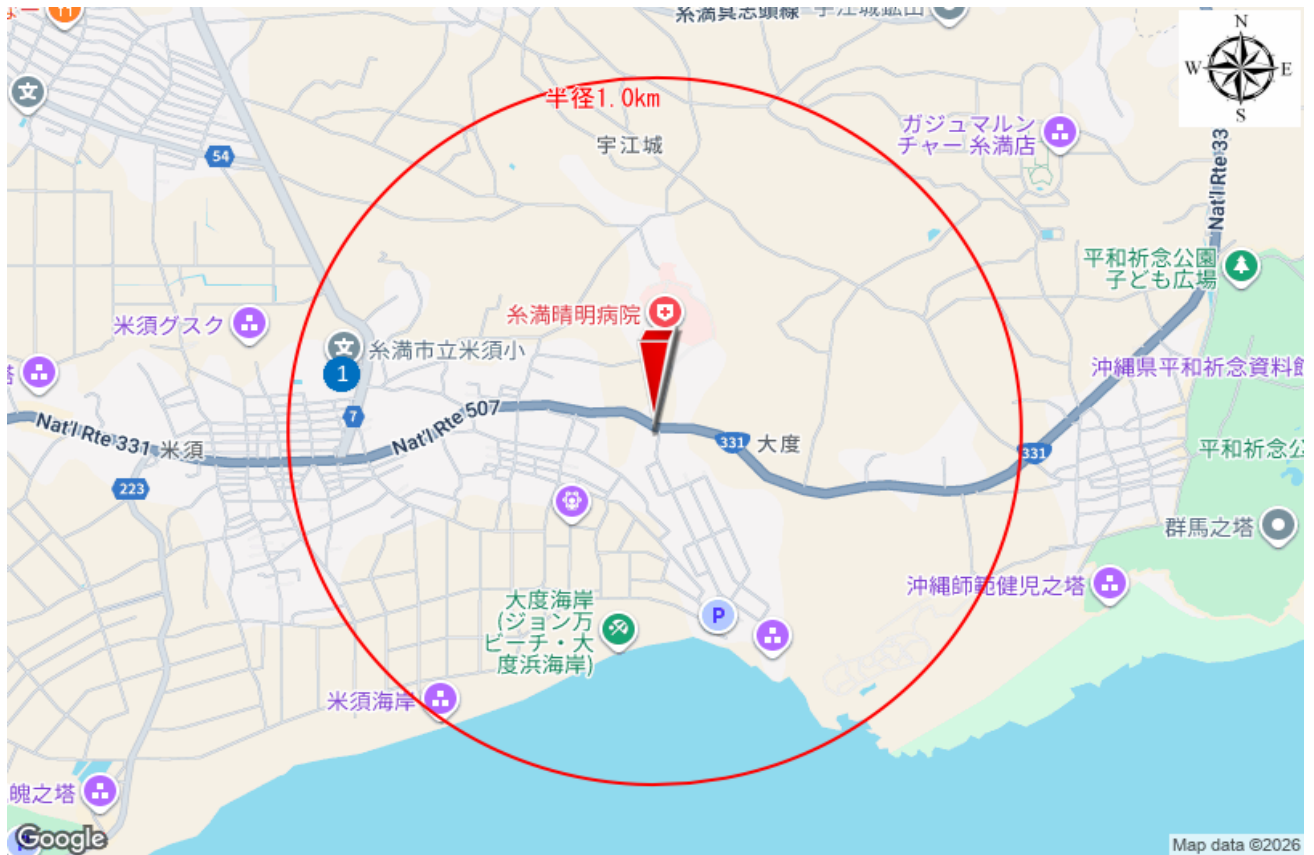 糸満具志頭線
宇江城鉱山
N
W
E
S
半径1.0km
宇江城
ガジュマルン
チャー 糸満店
54
Nat'l Rte 33
平和祈念公園
子ども広場
糸満晴明病院
米須グスク
糸満市立米須小
1
沖縄県平和祈念資料館
塔
7
Nat'l Rte 507
Nat'l Rte 331
米須
331
大度
331
平和祈念公
223
群馬之塔
沖縄師範健児之塔
大度海岸
(ジョン万
ビーチ・大
度浜海岸)
P
米須海岸
魄之塔
Google
Map data ©2026